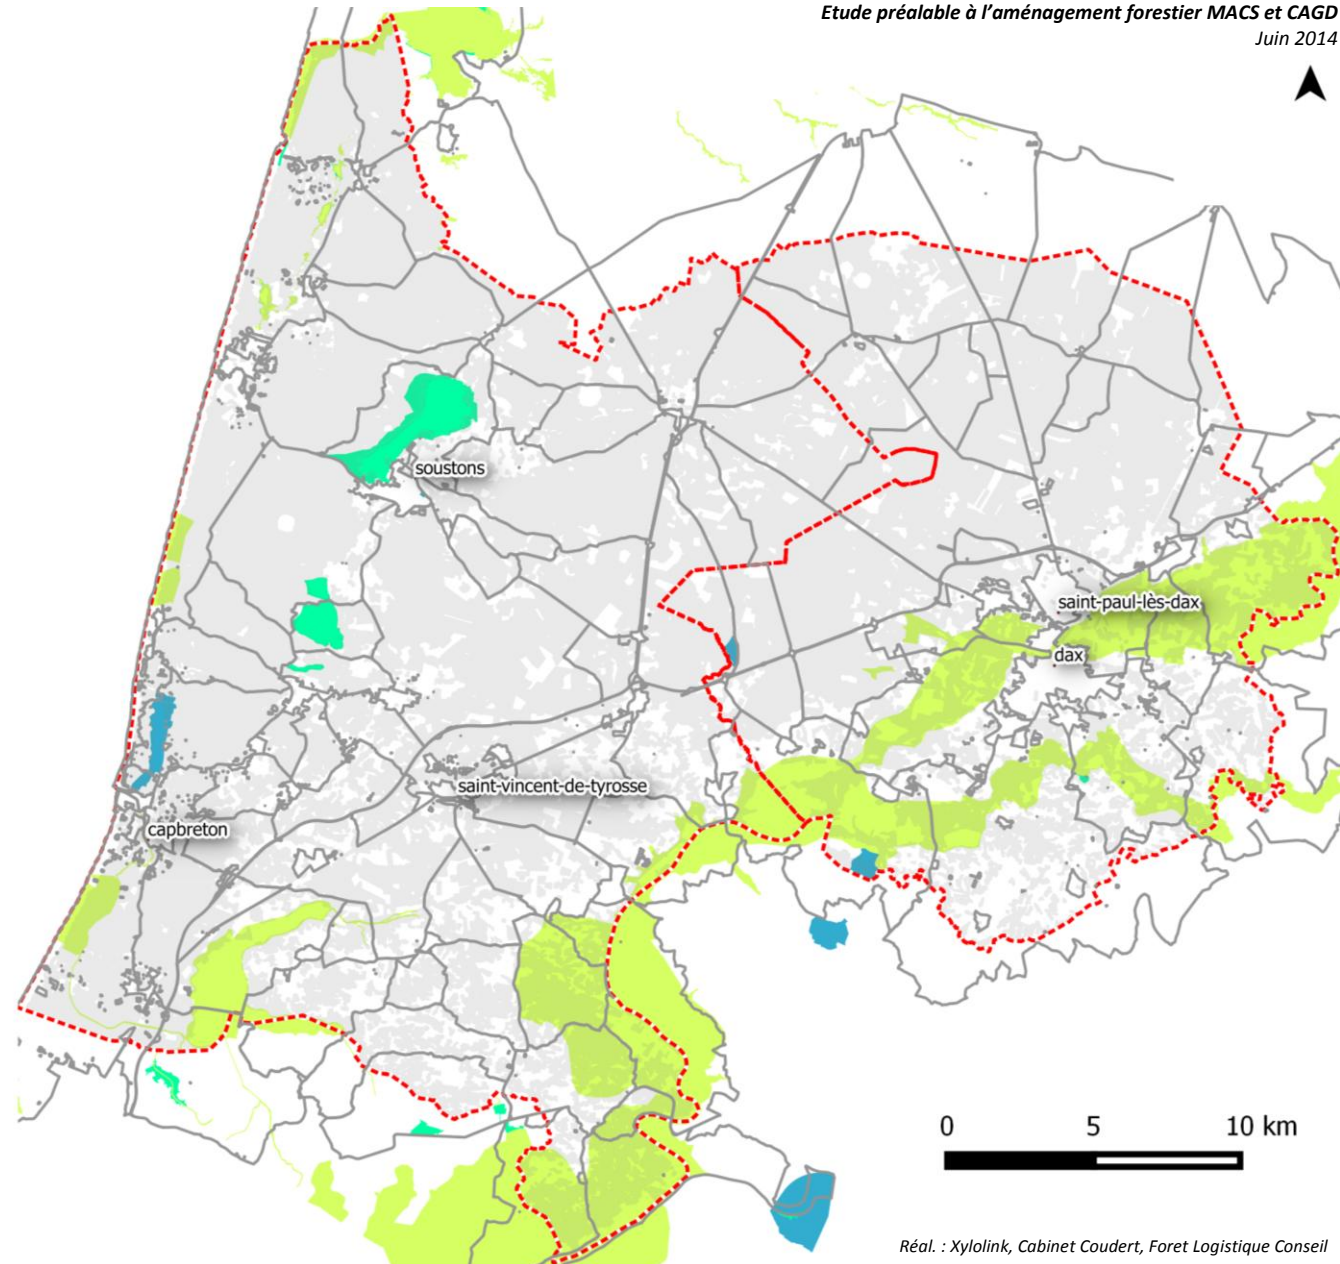 Etude préalable à l'aménagement forestier MACS et CAGD
Juin 2014
soustons
saint-paul-lès-dax
dax
saint-vincent-de-tyrosse
capbreton
0 5 10 km
Réal. : Xylolink, Cabinet Coudert, Foret Logistique Conseil